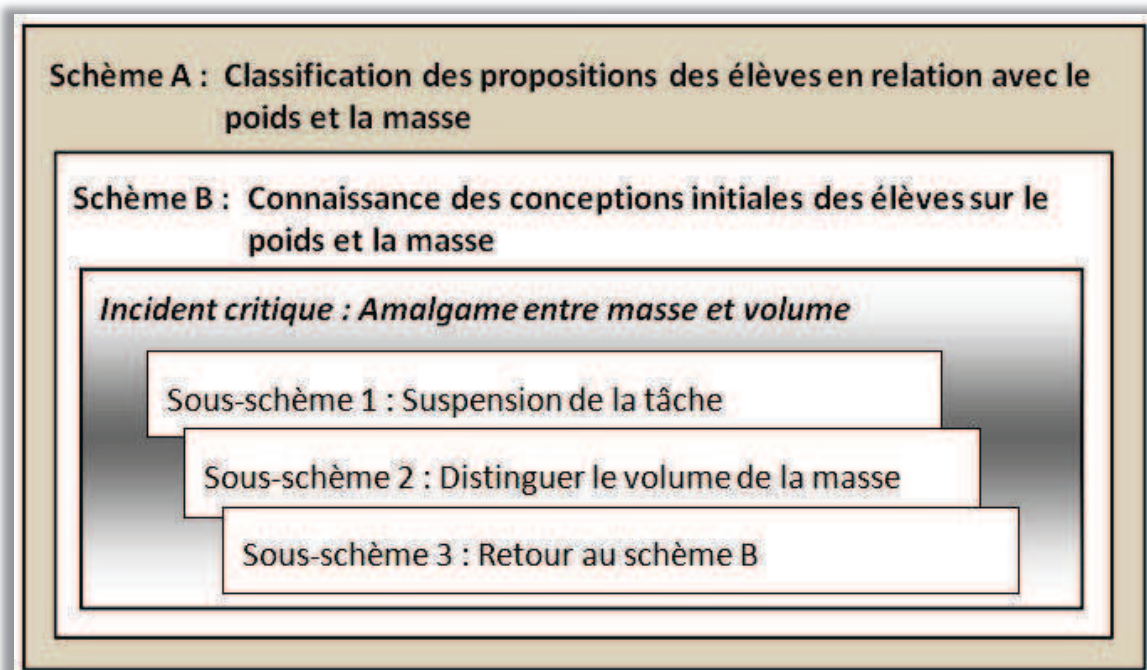 Schème A : Classification des propositions des élèves en relation avec le
poids et la masse
Schème B : Connaissance des conceptions initiales des élèves sur le
poids et la masse
Incident critique : Amalgame entre masse et volume
Sous-schème 1 : Suspension de la tâche
Sous-schème 2 : Distinguer le volume de la masse
Sous-schème 3 : Retour au schème B